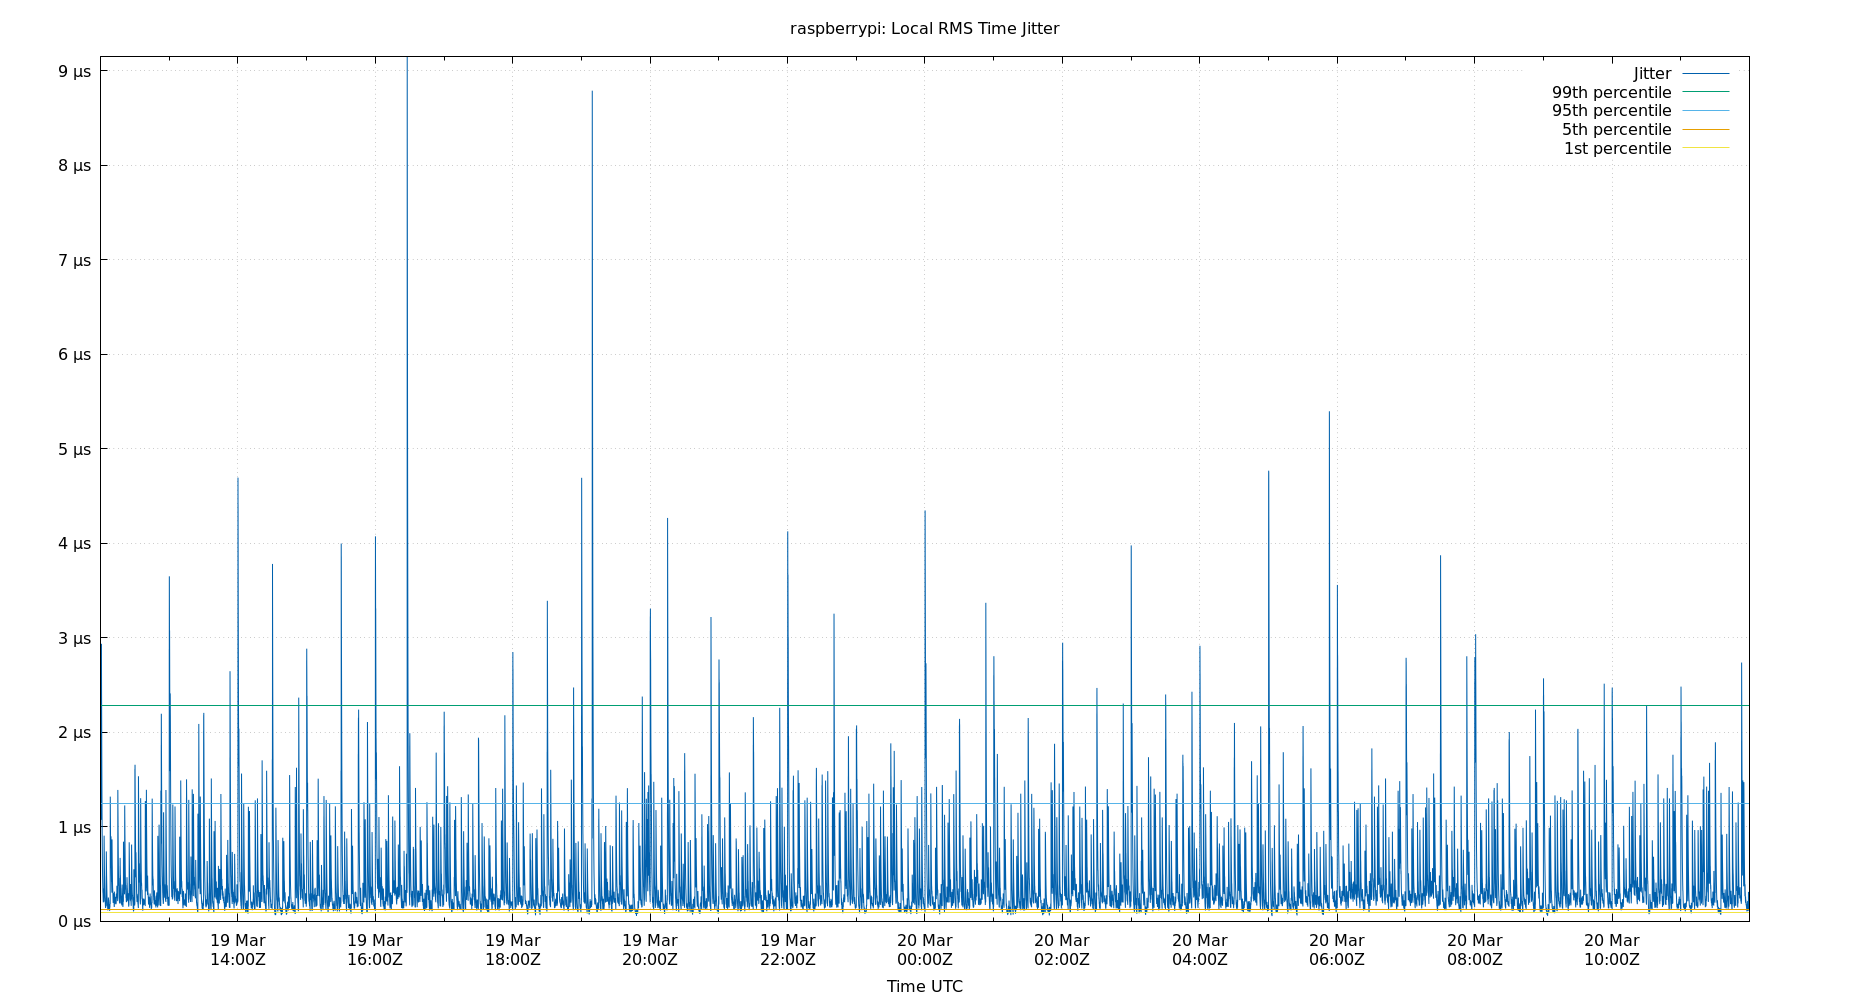 raspberrypi: Local RMS Time Jitter
9 µs
8 µs
7 µs
6 µs
5 µs
4 µs
3 µs
2 µs
1 µs
0 µs
Jitter
99th percentile
95th percentile
5th percentile
1st percentile
19 Mar 19 Mar 19 Mar 19 Mar 19 Mar 20 Mar 20 Mar 20 Mar 20 Mar 20 Mar 20 Mar
14:00Z 16:00Z 18:00Z 20:00Z 22:00Z 00:00Z 02:00Z 04:00Z 06:00Z 08:00Z 10:00Z
Time UTC